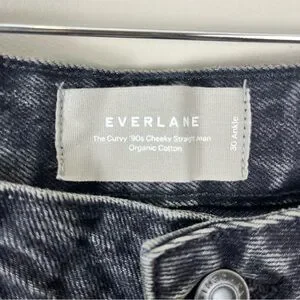 EVERLANE
The Curvy '90s Cheeky Straight Jean
Organic Cotton
30 Ankle